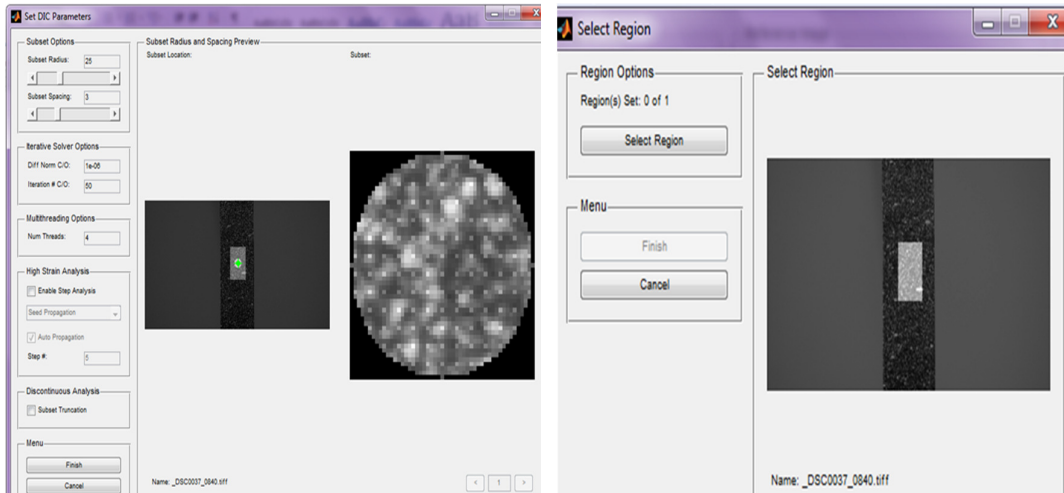 Set DIC Parameters
Subset Options
Subset Radius: 25
Subset Spacing: 3
Iterative Solver Options
Diff Norm C/O: 1e-06
Iteration # C/O: 50
Multithreading Options
Num Threads: 4
High Strain Analysis
Enable Step Analysis
Seed Propagation
Auto Propagation
Step #: 5
Discontinuous Analysis
Subset Truncation
Menu
Finish
Cancel
Subset Radius and Spacing Preview
Subset Location:
Subset:
Name: _DSC0037_0840.tiff
< 1 >
Select Region
Region Options
Region(s) Set: 0 of 1
Select Region
Menu
Finish
Cancel
Select Region
Name: _DSC0037_0840.tiff